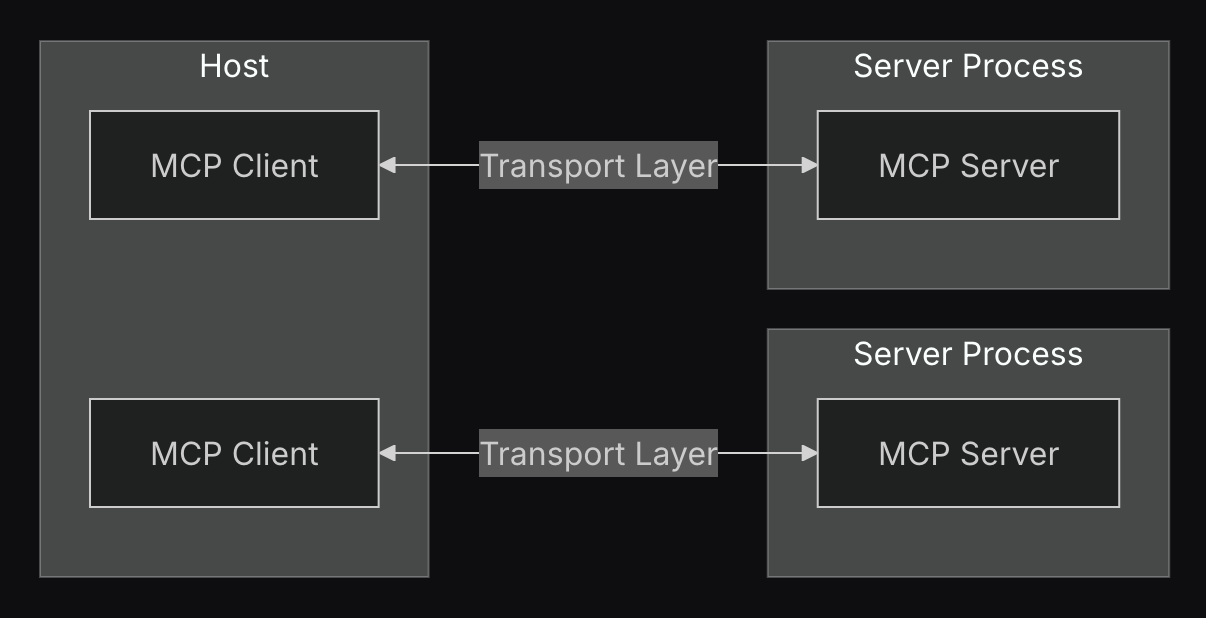 Host
Server Process
MCP Client
Transport Layer
MCP Server
Server Process
MCP Client
Transport Layer
MCP Server